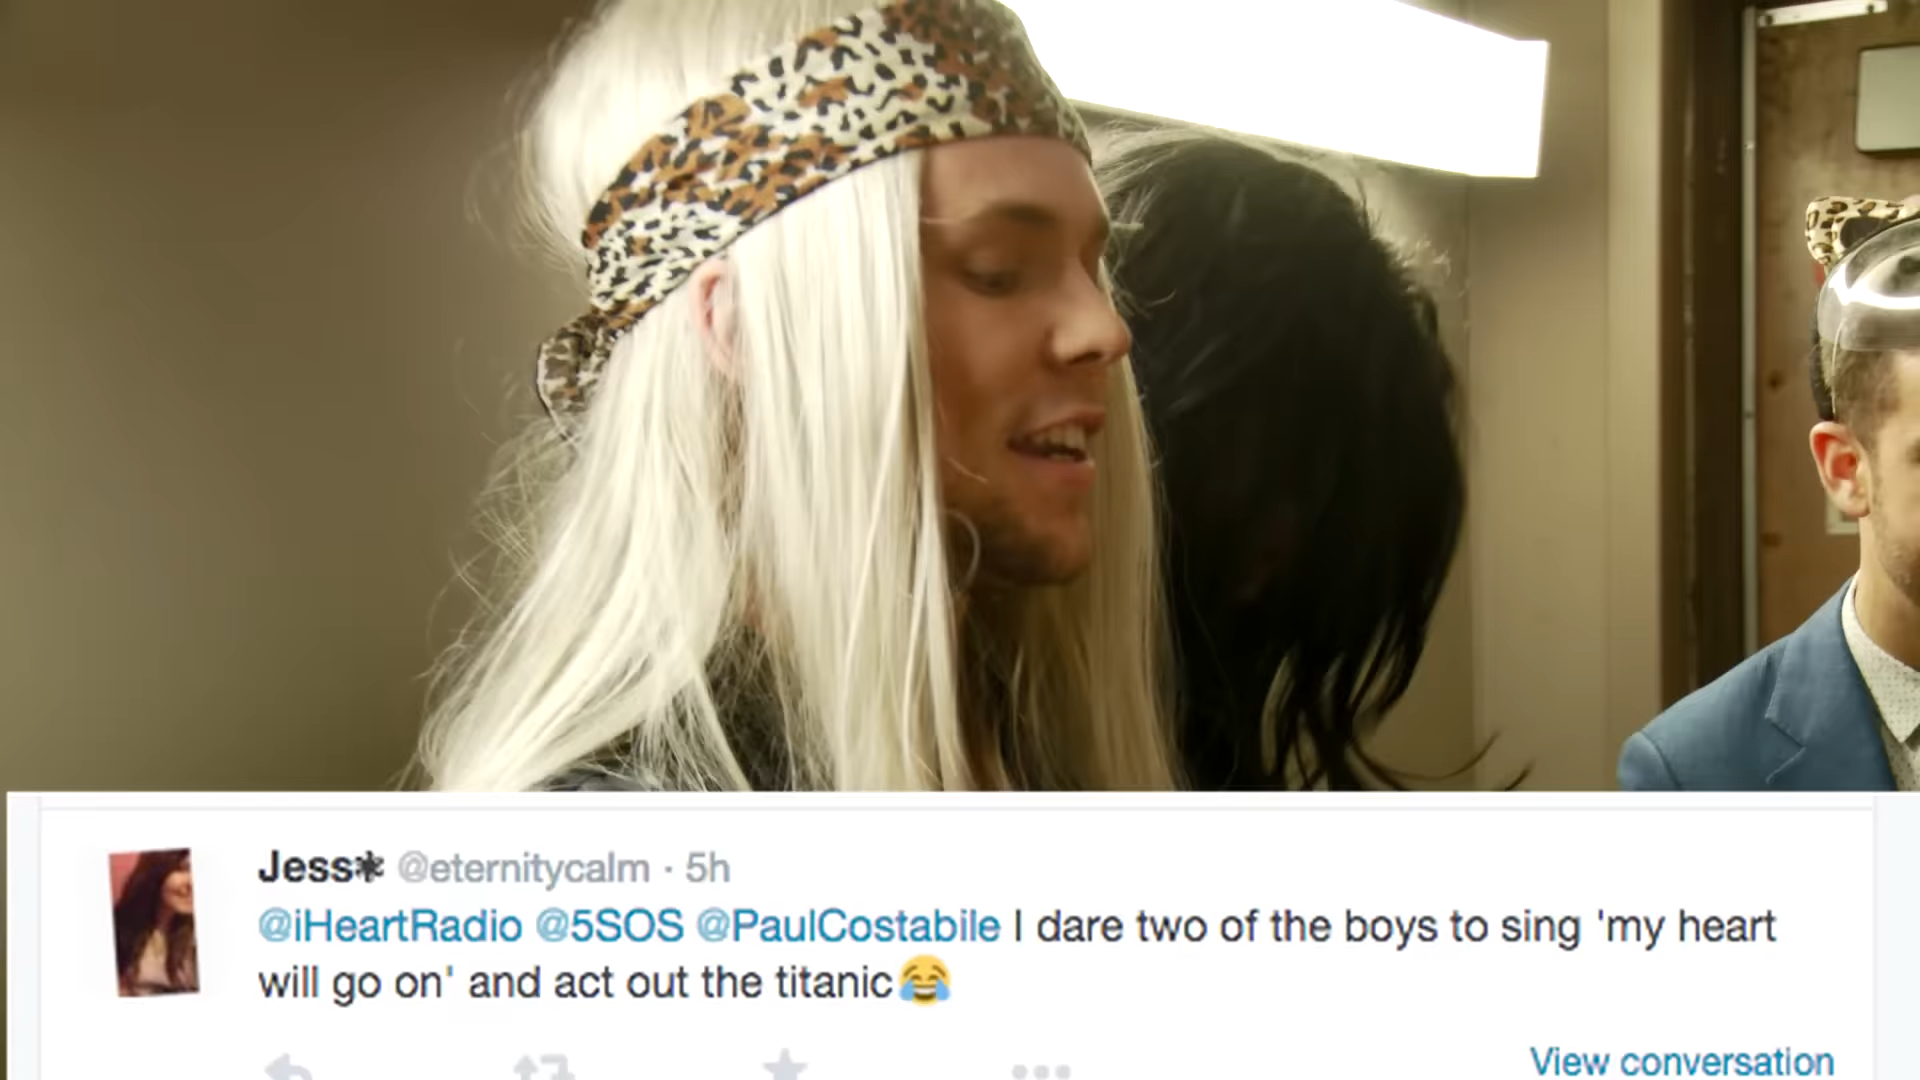 Jess✱ @eternitycalm · 5h
@iHeartRadio @5SOS @PaulCostabile I dare two of the boys to sing 'my heart
will go on' and act out the titanic😂
View conversation